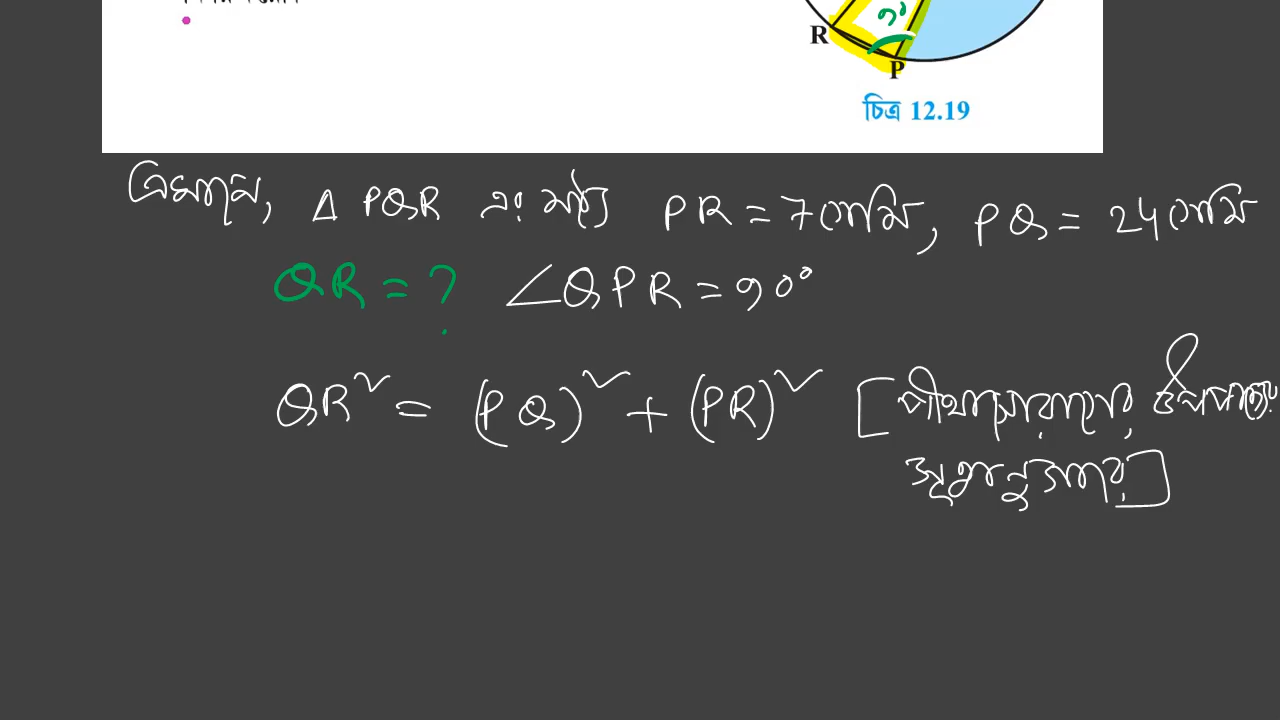 R
P
চিত্র 12.19
এখানে, Δ PQR এর মধ্যে PR = 7 সেমি, PQ = 24 সেমি
QR = ? ∠QPR = 90°
QR² = (PQ)² + (PR)² [পীথাগোরাসের উপপাদ্যের
সূত্রানুসারে]